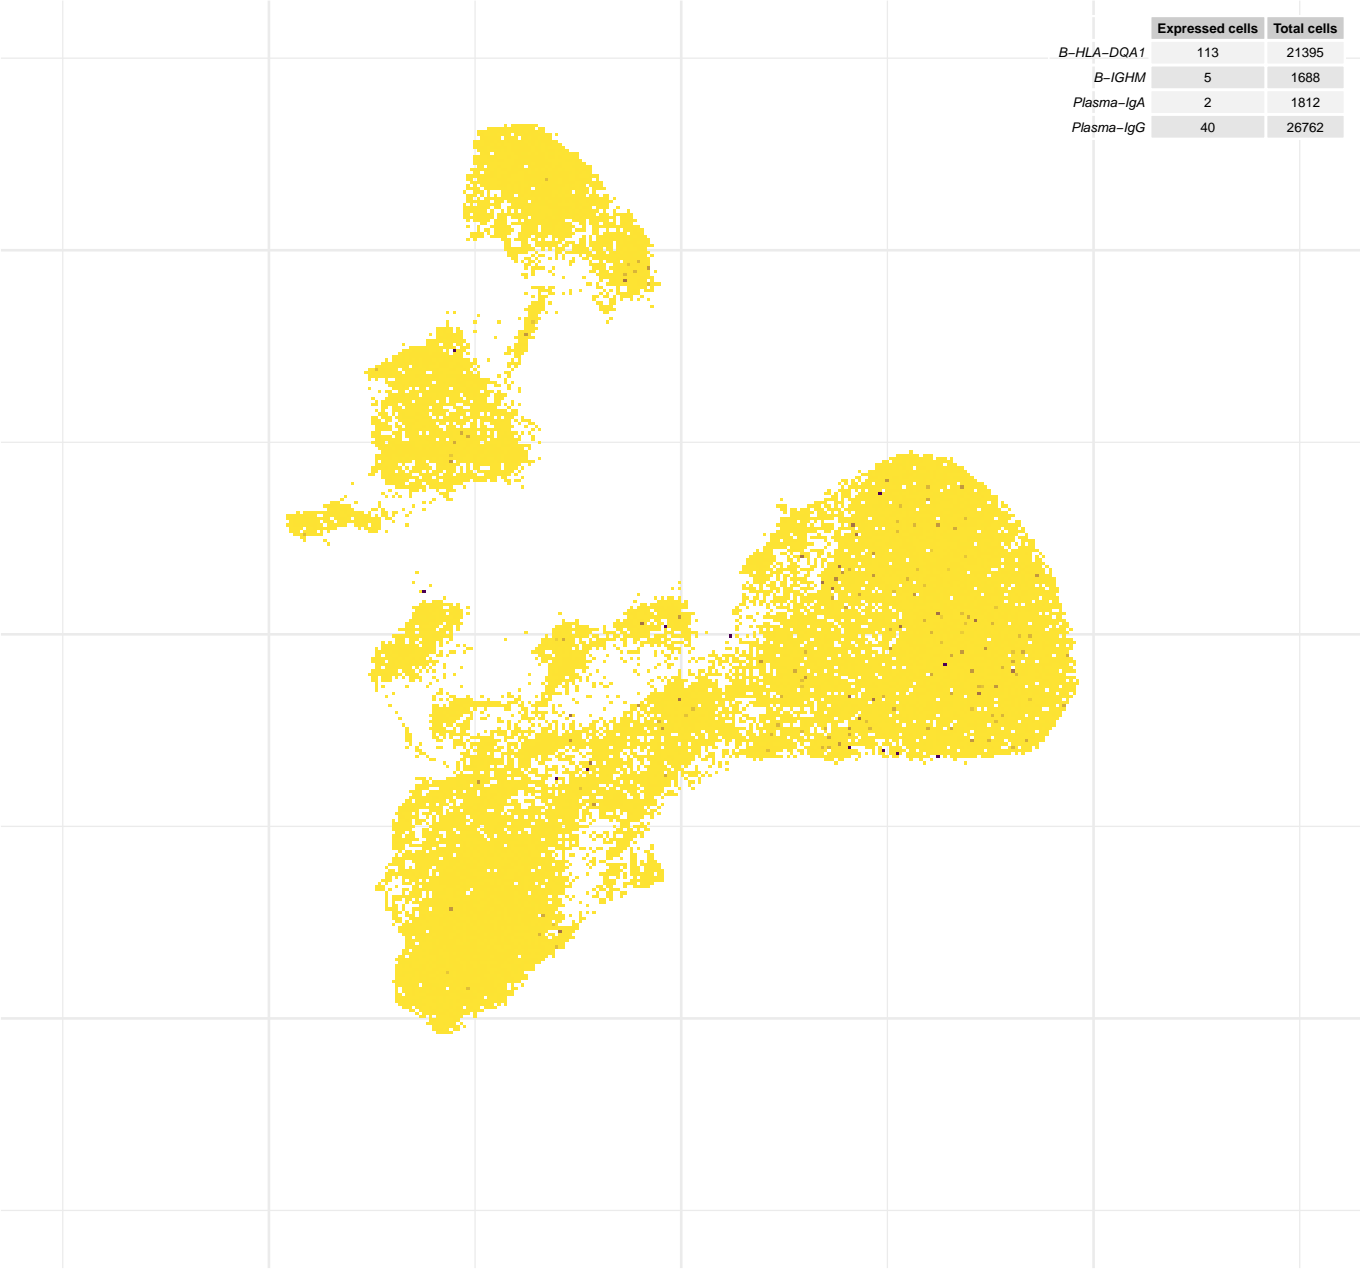 Expressed cells Total cells
B−HLA−DQA1 113 21395
B−IGHM 5 1688
Plasma−IgA 2 1812
Plasma−IgG 40 26762